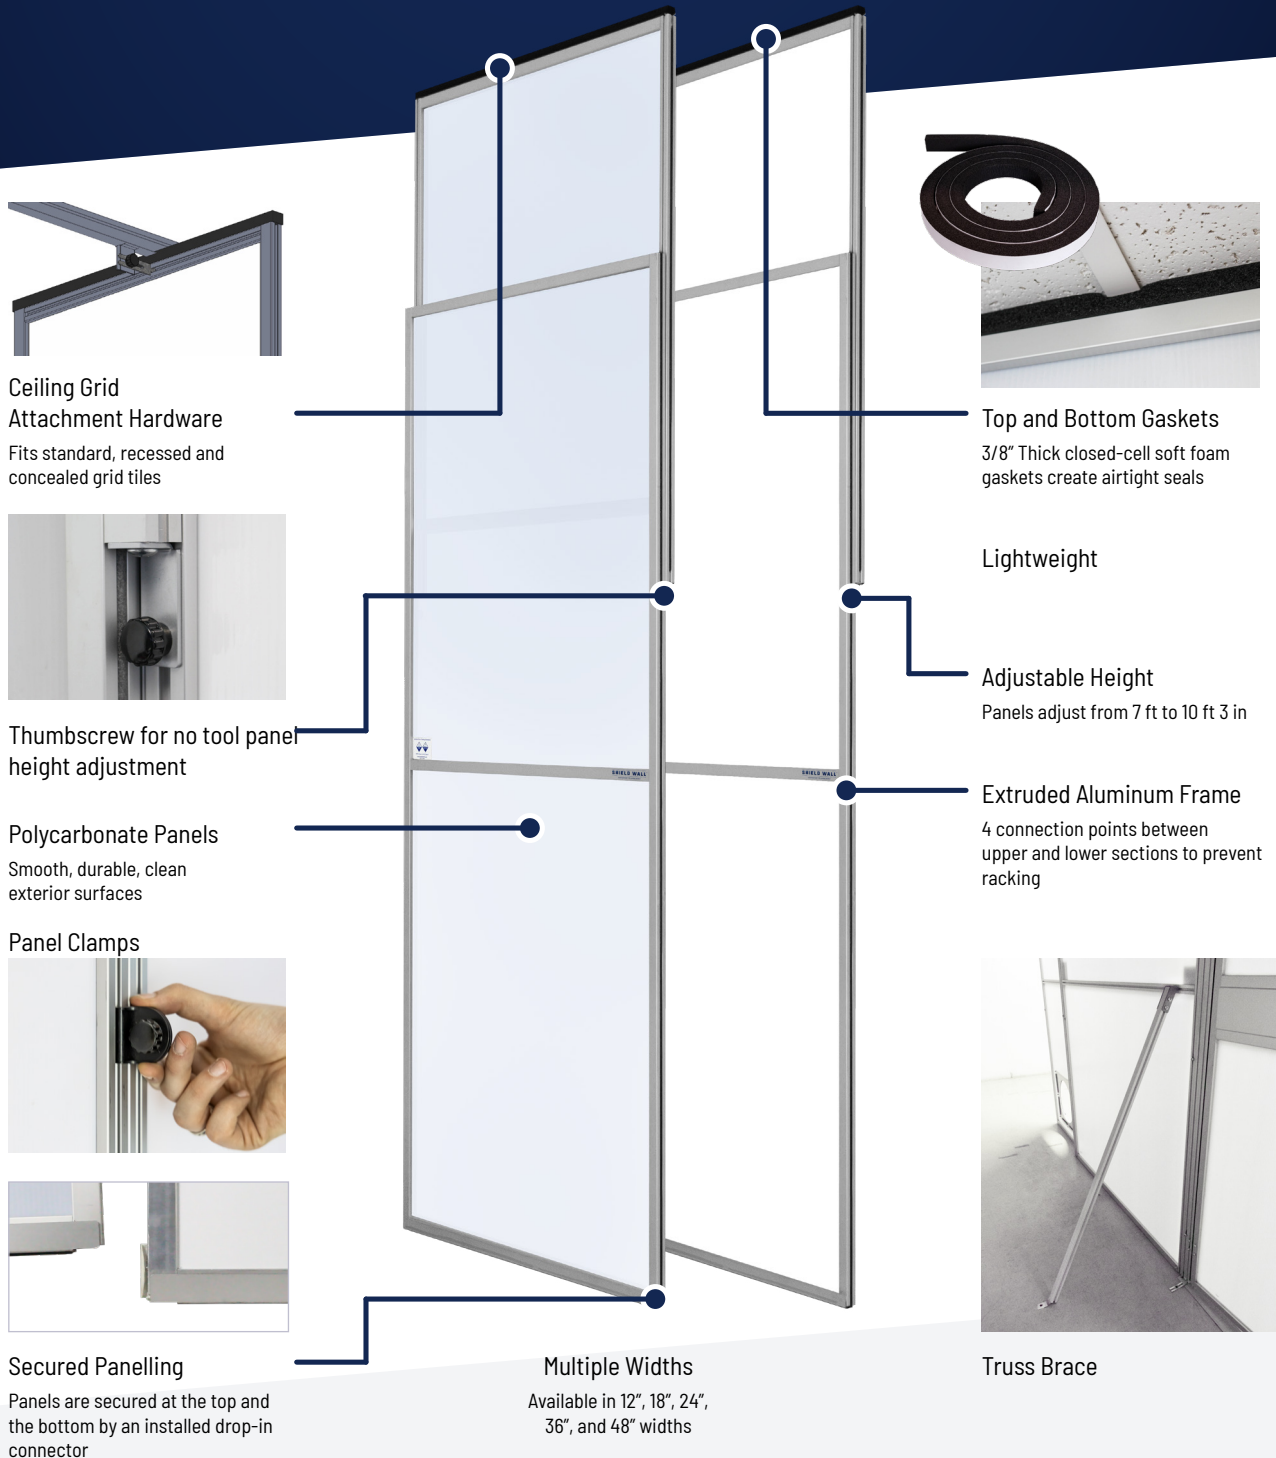 Ceiling Grid
Attachment Hardware
Fits standard, recessed and
concealed grid tiles
Thumbscrew for no tool panel
height adjustment
Polycarbonate Panels
Smooth, durable, clean
exterior surfaces
Panel Clamps
Secured Panelling
Panels are secured at the top and
the bottom by an installed drop-in
connector
SHIELD WALL
SHIELD WALL
Multiple Widths
Available in 12”, 18”, 24”,
36”, and 48” widths
Top and Bottom Gaskets
3/8” Thick closed-cell soft foam
gaskets create airtight seals
Lightweight
Adjustable Height
Panels adjust from 7 ft to 10 ft 3 in
Extruded Aluminum Frame
4 connection points between
upper and lower sections to prevent
racking
Truss Brace